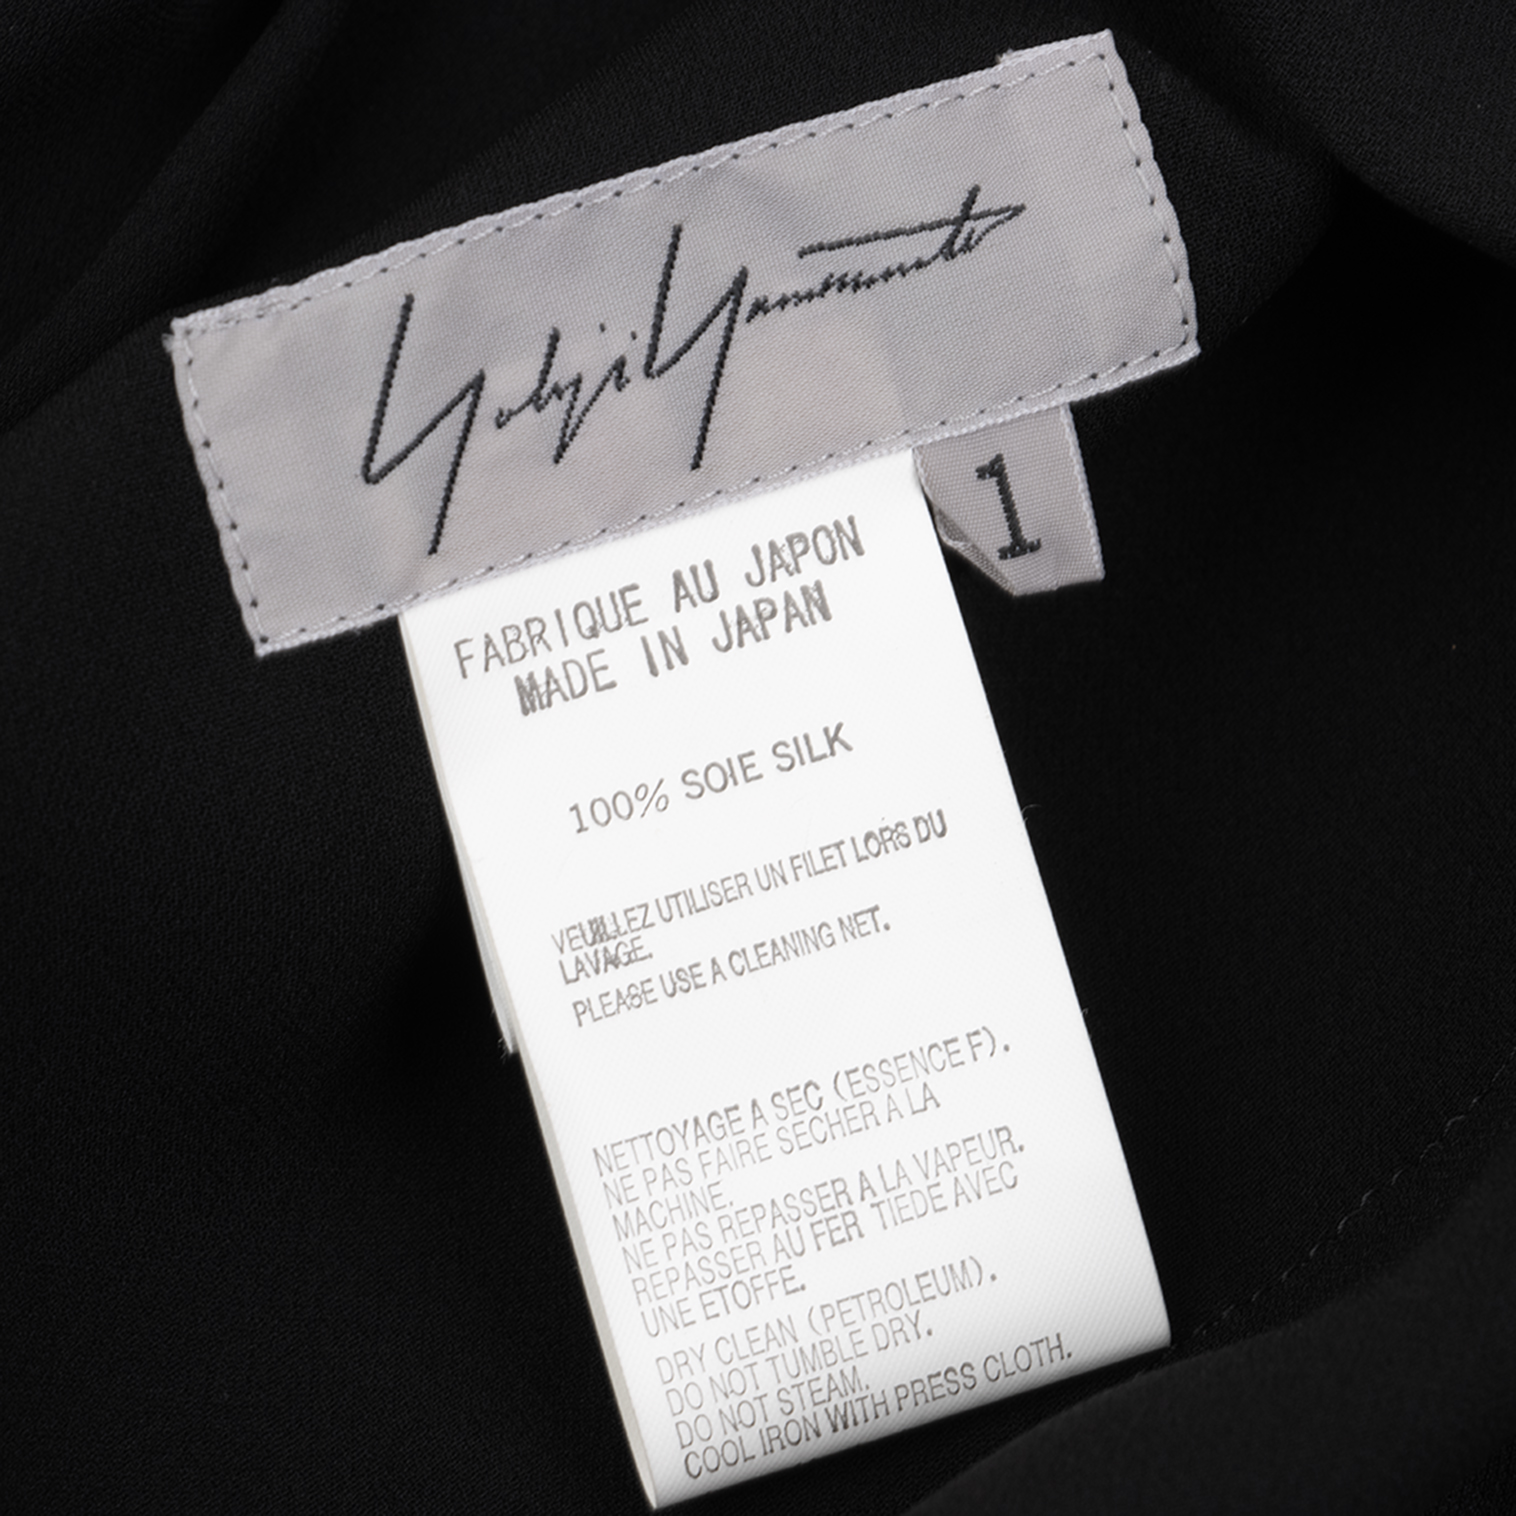 Yohji Yamamoto
1
FABRIQUE AU JAPON
MADE IN JAPAN
100% SOIE SILK
VEUILLEZ UTILISER UN FILET LORS DU
LAVAGE.
PLEASE USE A CLEANING NET.
NETTOYAGE A SEC (ESSENCE F).
NE PAS FAIRE SECHER A LA
MACHINE.
NE PAS REPASSER A LA VAPEUR.
REPASSER AU FER TIEDE AVEC
UNE ETOFFE.
DRY CLEAN (PETROLEUM).
DO NOT TUMBLE DRY.
DO NOT STEAM.
COOL IRON WITH PRESS CLOTH.